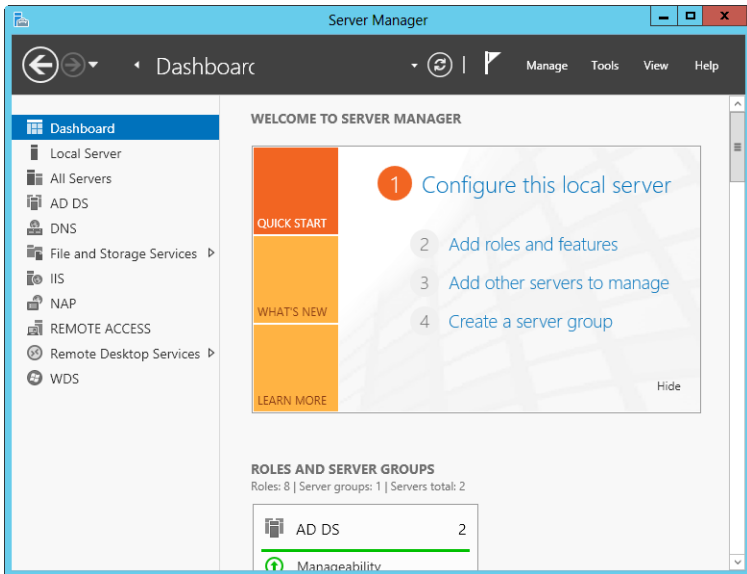 Server Manager
Dashboard
Manage Tools View Help
Dashboard
Local Server
All Servers
AD DS
DNS
File and Storage Services
IIS
NAP
REMOTE ACCESS
Remote Desktop Services
WDS
WELCOME TO SERVER MANAGER
QUICK START
WHAT'S NEW
LEARN MORE
1 Configure this local server
2 Add roles and features
3 Add other servers to manage
4 Create a server group
Hide
ROLES AND SERVER GROUPS
Roles: 8 | Server groups: 1 | Servers total: 2
AD DS 2
Manageability